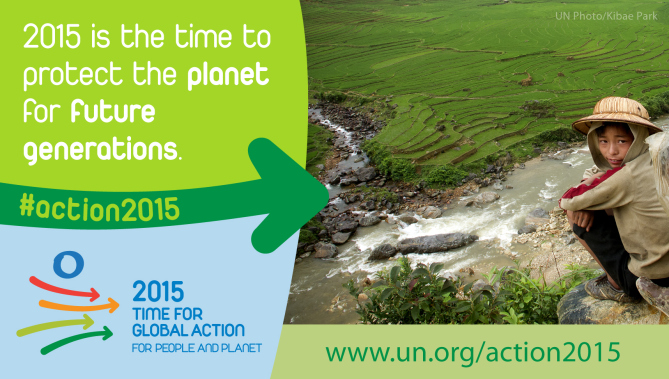 2015 is the time to
protect the planet
for future
generations.
#action2015
2015
TIME FOR
GLOBAL ACTION
FOR PEOPLE AND PLANET
UN Photo/Kibae Park
www.un.org/action2015